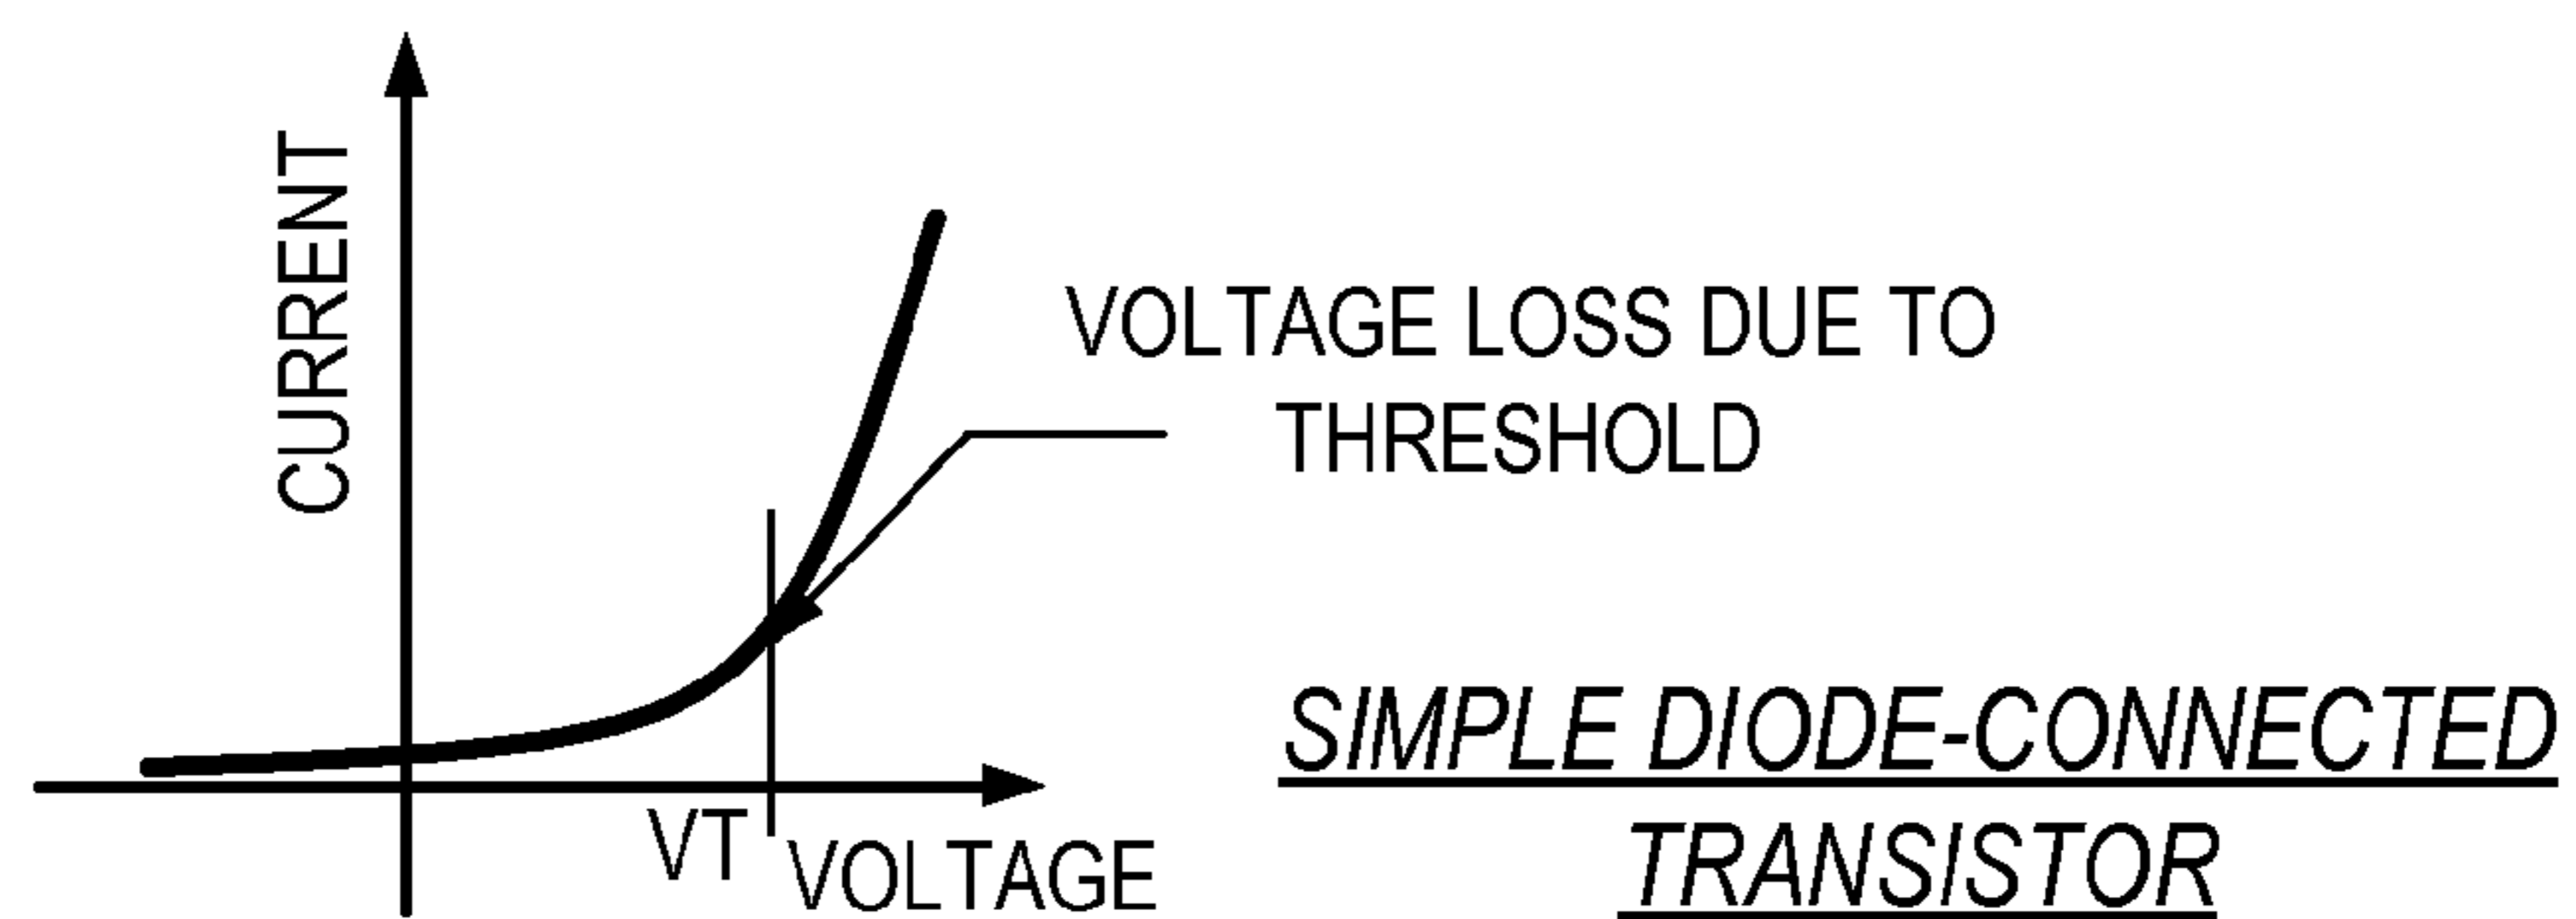 CURRENT
VOLTAGE LOSS DUE TO
THRESHOLD
VT
VOLTAGE
SIMPLE DIODE-CONNECTED
TRANSISTOR